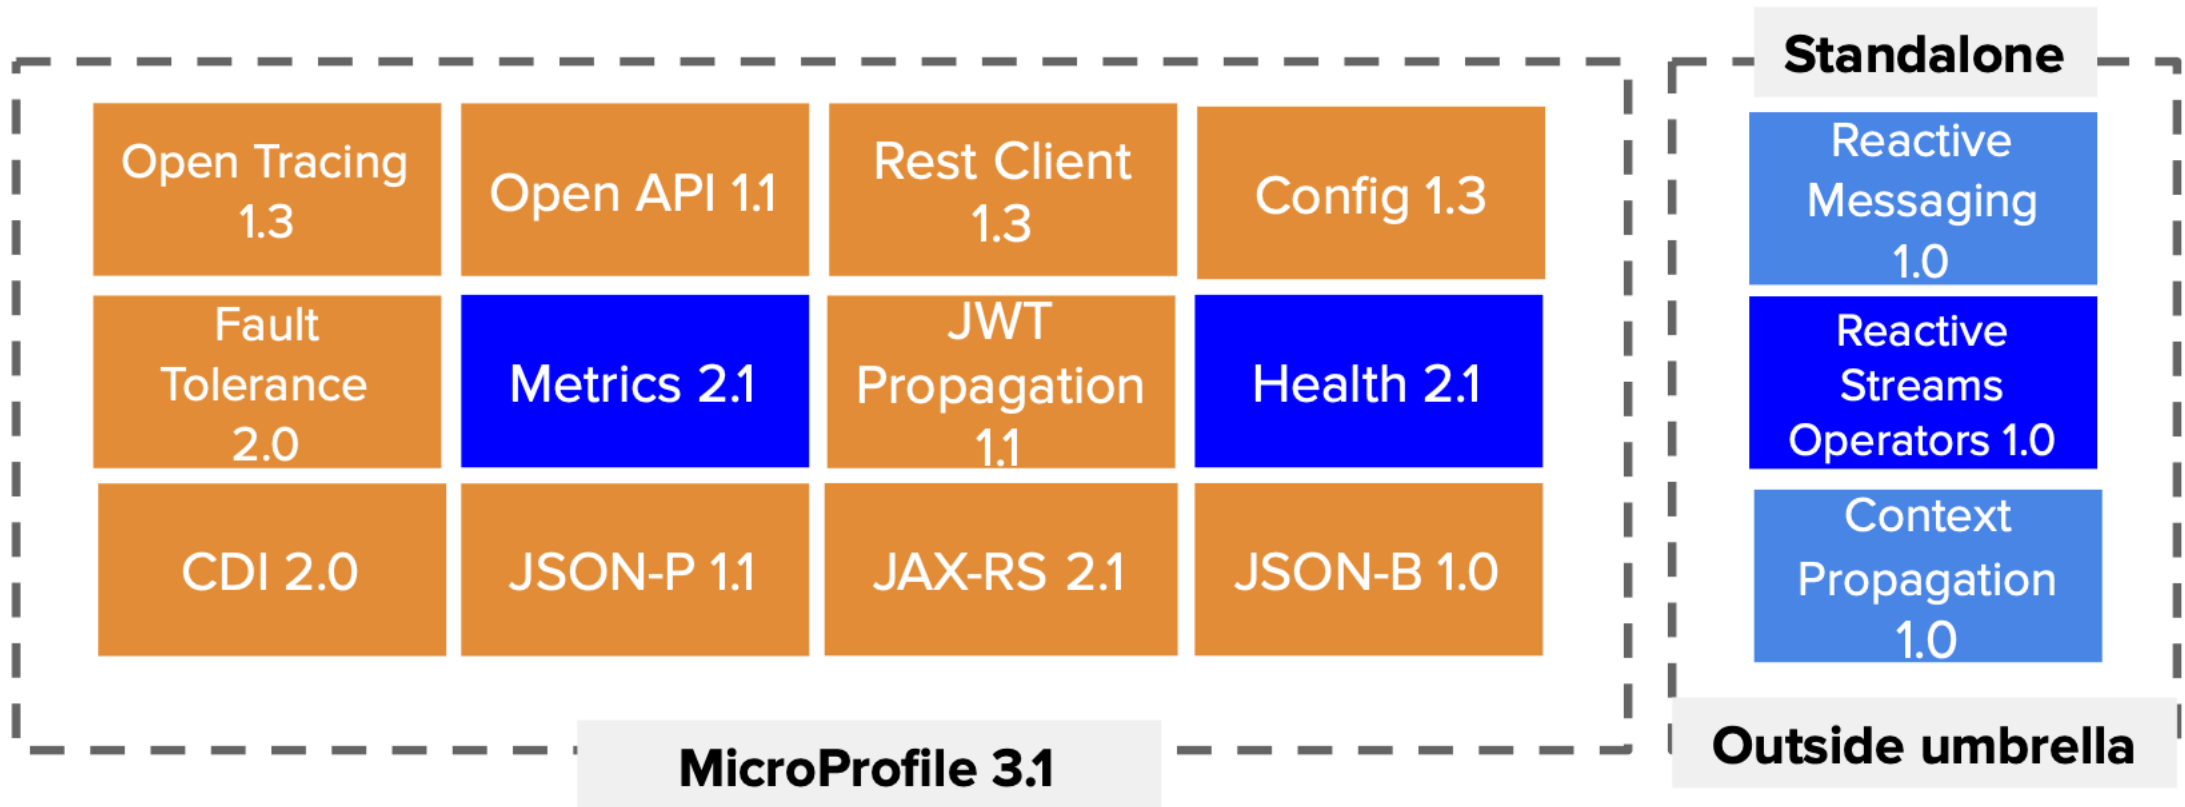 Open Tracing
1.3
Open API 1.1
Rest Client
1.3
Config 1.3
Fault
Tolerance
2.0
Metrics 2.1
JWT
Propagation
1.1
Health 2.1
CDI 2.0
JSON-P 1.1
JAX-RS 2.1
JSON-B 1.0
MicroProfile 3.1
Standalone
Reactive
Messaging
1.0
Reactive
Streams
Operators 1.0
Context
Propagation
1.0
Outside umbrella